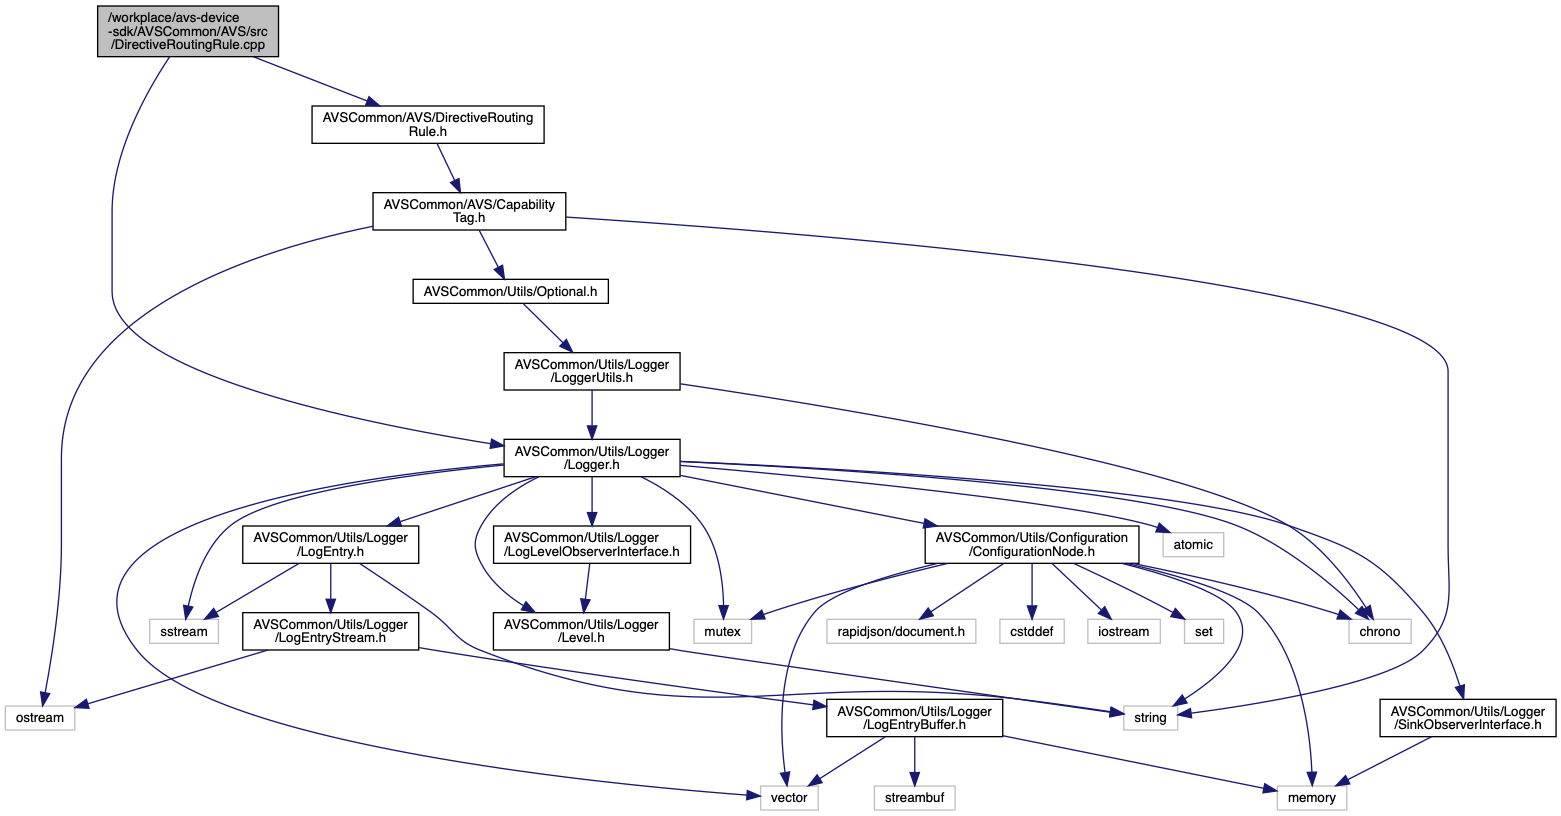 /workplace/avs-device
-sdk/AVSCommon/AVS/src
/DirectiveRoutingRule.cpp
AVSCommon/AVS/DirectiveRouting
Rule.h
AVSCommon/AVS/Capability
Tag.h
AVSCommon/Utils/Optional.h
AVSCommon/Utils/Logger
/LoggerUtils.h
AVSCommon/Utils/Logger
/Logger.h
AVSCommon/Utils/Logger
/LogEntry.h
AVSCommon/Utils/Logger
/LogLevelObserverInterface.h
AVSCommon/Utils/Configuration
/ConfigurationNode.h
atomic
sstream
AVSCommon/Utils/Logger
/LogEntryStream.h
AVSCommon/Utils/Logger
/Level.h
mutex
rapidjson/document.h
cstddef
iostream
set
chrono
ostream
AVSCommon/Utils/Logger
/LogEntryBuffer.h
string
AVSCommon/Utils/Logger
/SinkObserverInterface.h
vector
streambuf
memory